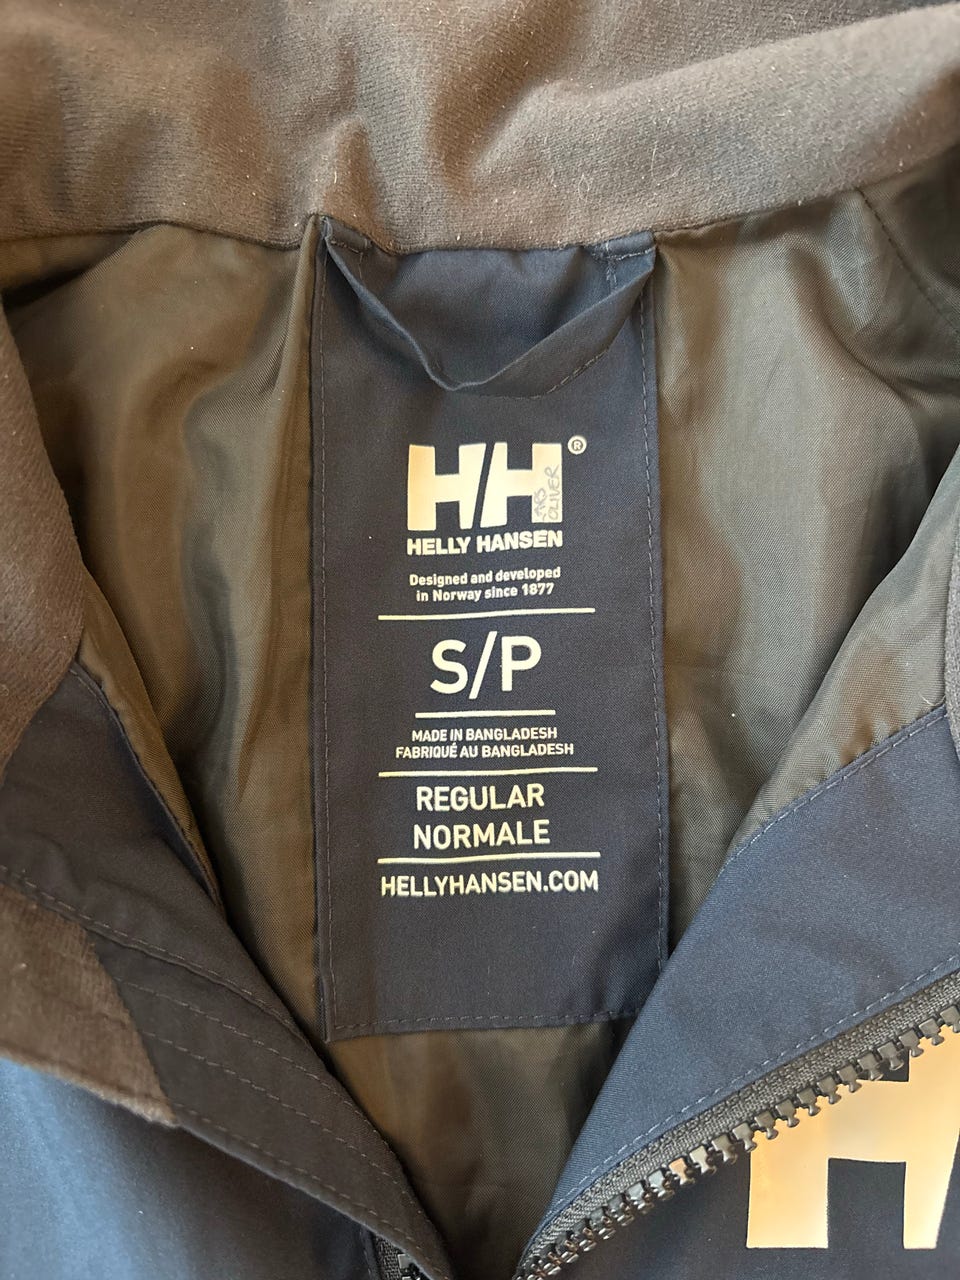 HH®
OLIVER
HELLY HANSEN
Designed and developed
in Norway since 1877
S/P
MADE IN BANGLADESH
FABRIQUÉ AU BANGLADESH
REGULAR
NORMALE
HELLYHANSEN.COM
H